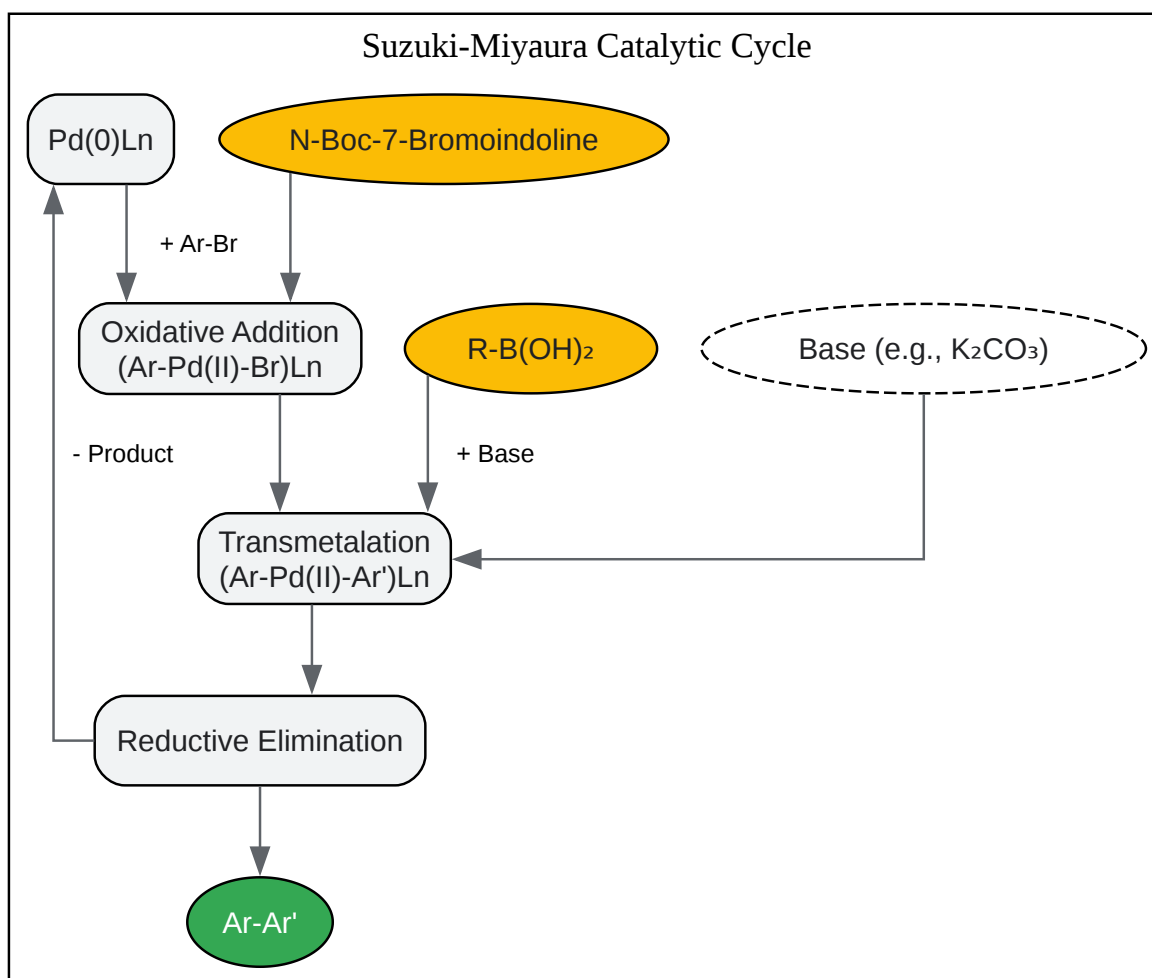 Suzuki-Miyaura Catalytic Cycle
Pd(0)Ln
N-Boc-7-Bromoindoline
+ Ar-Br
Oxidative Addition
(Ar-Pd(II)-Br)Ln
R-B(OH)₂
Base (e.g., K₂CO₃)
- Product
+ Base
Transmetalation
(Ar-Pd(II)-Ar')Ln
Reductive Elimination
Ar-Ar'